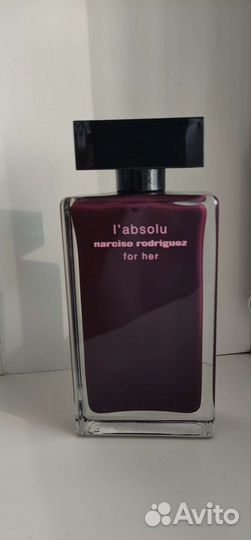 l'absolu
narciso rodriguez
for her
Avito